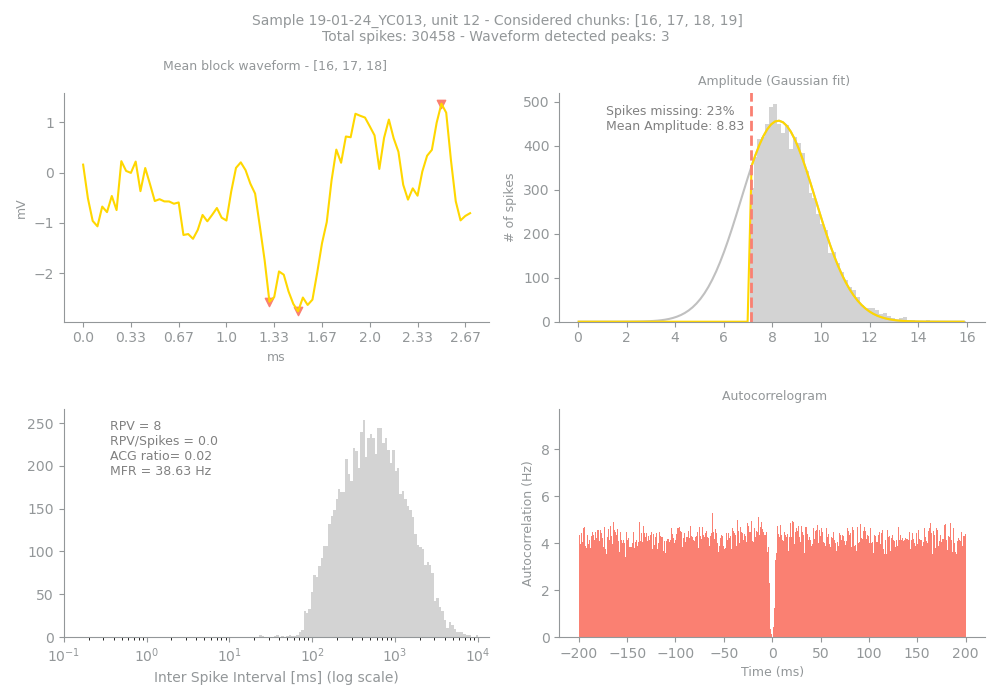 Sample 19-01-24_YC013, unit 12 - Considered chunks: [16, 17, 18, 19]
Total spikes: 30458 - Waveform detected peaks: 3
Mean block waveform - [16, 17, 18]
mV
1
0
−1
−2
0.0 0.33 0.67 1.0 1.33 1.67 2.0 2.33 2.67
ms
Amplitude (Gaussian fit)
Spikes missing: 23%
Mean Amplitude: 8.83
# of spikes
500
400
300
200
100
0
0 2 4 6 8 10 12 14 16
RPV = 8
RPV/Spikes = 0.0
ACG ratio= 0.02
MFR = 38.63 Hz
250
200
150
100
50
0
10⁻¹ 10⁰ 10¹ 10² 10³ 10⁴
Inter Spike Interval [ms] (log scale)
Autocorrelogram
Autocorrelation (Hz)
8
6
4
2
0
−200 −150 −100 −50 0 50 100 150 200
Time (ms)